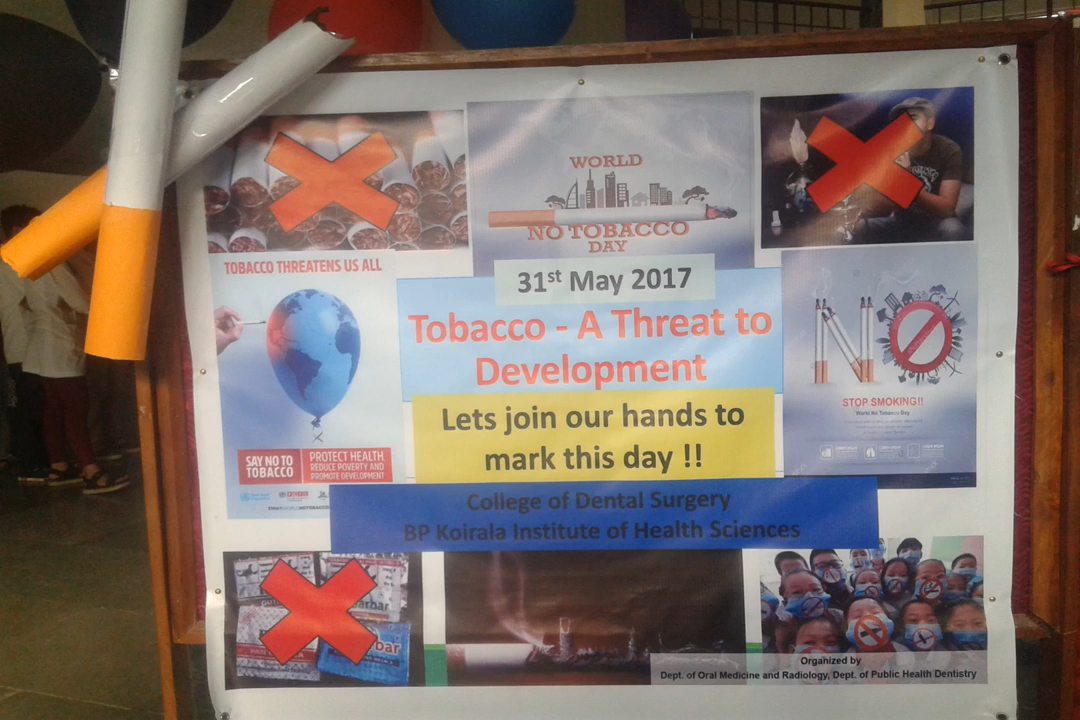 WORLD
NO TOBACCO
DAY
31st May 2017
TOBACCO THREATENS US ALL
Tobacco - A Threat to
Development
Lets join our hands to
mark this day !!
STOP SMOKING!!
World No Tobacco Day
SAY NO TO
TOBACCO
PROTECT HEALTH
REDUCE POVERTY AND
PROMOTE DEVELOPMENT
College of Dental Surgery
BP Koirala Institute of Health Sciences
Organized by
Dept. of Oral Medicine and Radiology, Dept. of Public Health Dentistry